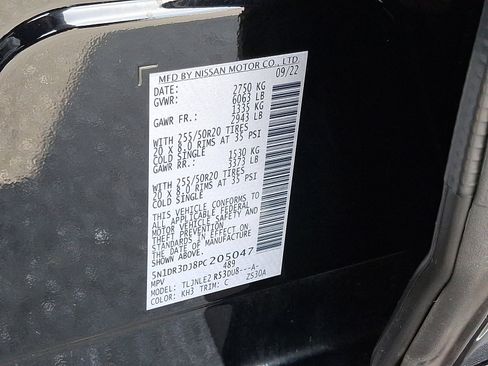 MFD BY NISSAN MOTOR CO., LTD.
DATE: 09/22
GVWR: 2750 KG
6063 LB
GAWR FR.: 1335 KG
2943 LB
WITH 255/50R20 TIRES
20 X 8.0 RIMS AT 35 PSI
COLD SINGLE
GAWR RR.: 1530 KG
3373 LB
WITH 255/50R20 TIRES
20 X 8.0 RIMS AT 35 PSI
COLD SINGLE
THIS VEHICLE CONFORMS TO
ALL APPLICABLE FEDERAL
MOTOR VEHICLE SAFETY AND
THEFT PREVENTION
STANDARDS IN EFFECT ON
THE DATE OF MANUFACTURE
SHOWN ABOVE.
5N1DR3DJ8PC205047
MPV 489
MODEL: TLJNLE2 R53DU8---A-
COLOR: KH3 TRIM: C Z530A